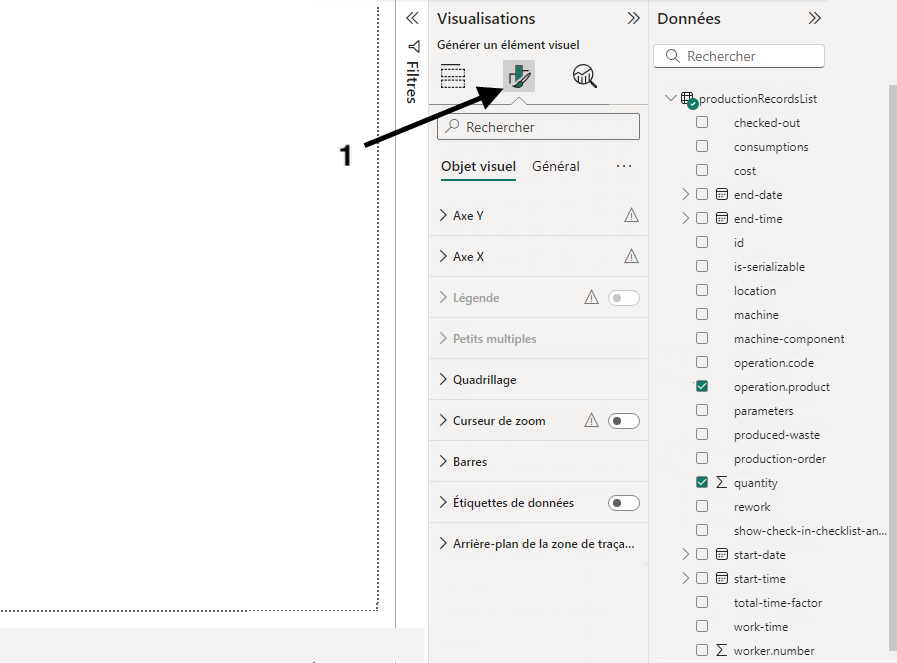 Visualisations
Générer un élément visuel
Filtres
1
Rechercher
Objet visuel Général ...
Axe Y
Axe X
Légende
Petits multiples
Quadrillage
Curseur de zoom
Barres
Étiquettes de données
Arrière-plan de la zone de traça...
Données
Rechercher
productionRecordsList
checked-out
consumptions
cost
end-date
end-time
id
is-serializable
location
machine
machine-component
operation.code
operation.product
parameters
produced-waste
production-order
quantity
rework
show-check-in-checklist-an...
start-date
start-time
total-time-factor
work-time
worker.number